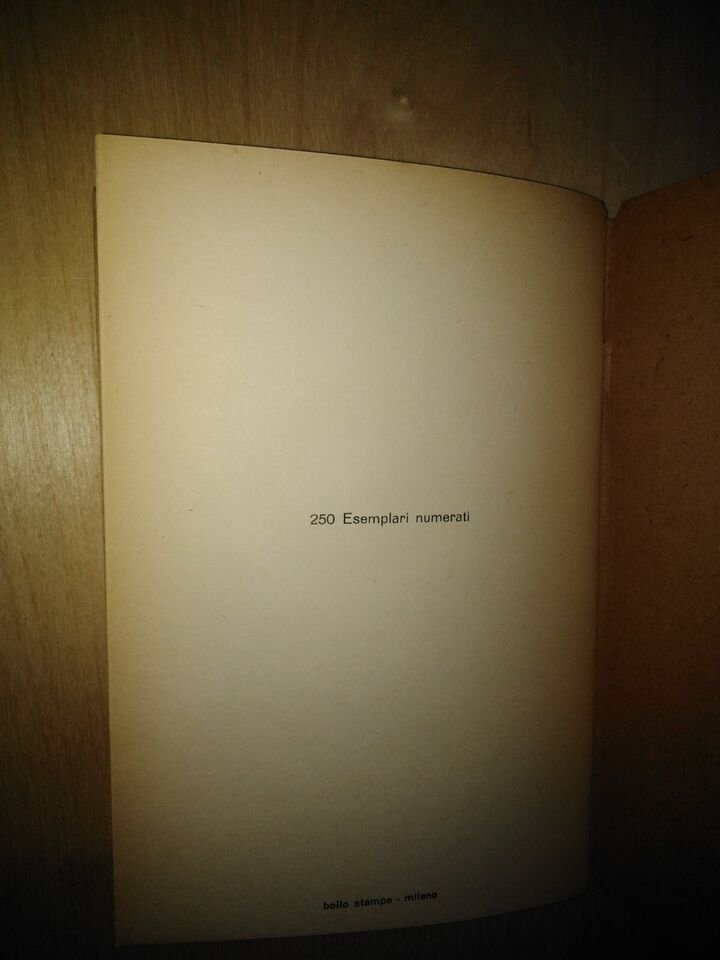 250 Esemplari numerati
bollo stampa - milano